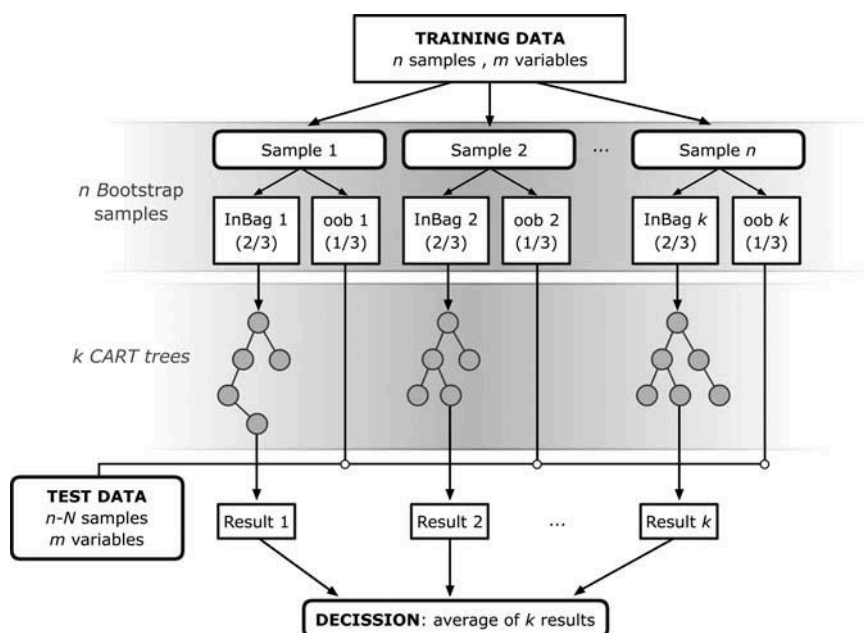 TRAINING DATA
n samples , m variables
Sample 1
Sample 2
...
Sample n
n Bootstrap
samples
InBag 1
(2/3)
oob 1
(1/3)
InBag 2
(2/3)
oob 2
(1/3)
InBag k
(2/3)
oob k
(1/3)
k CART trees
TEST DATA
n-N samples
m variables
Result 1
Result 2
...
Result k
DECISSION: average of k results